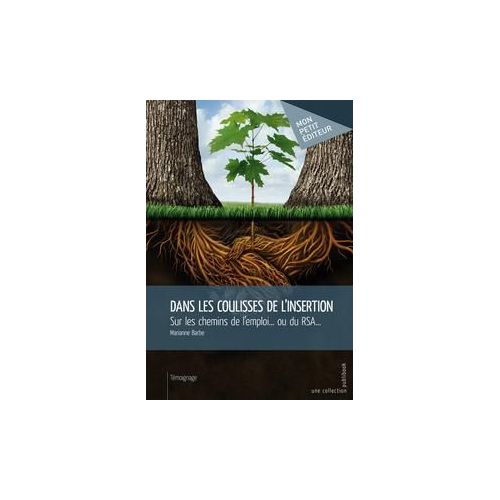 MON
PETIT
ÉDITEUR
DANS LES COULISSES DE L'INSERTION
Sur les chemins de l'emploi... ou du RSA...
Marianne Barbe
Témoignage
une collection
publibook